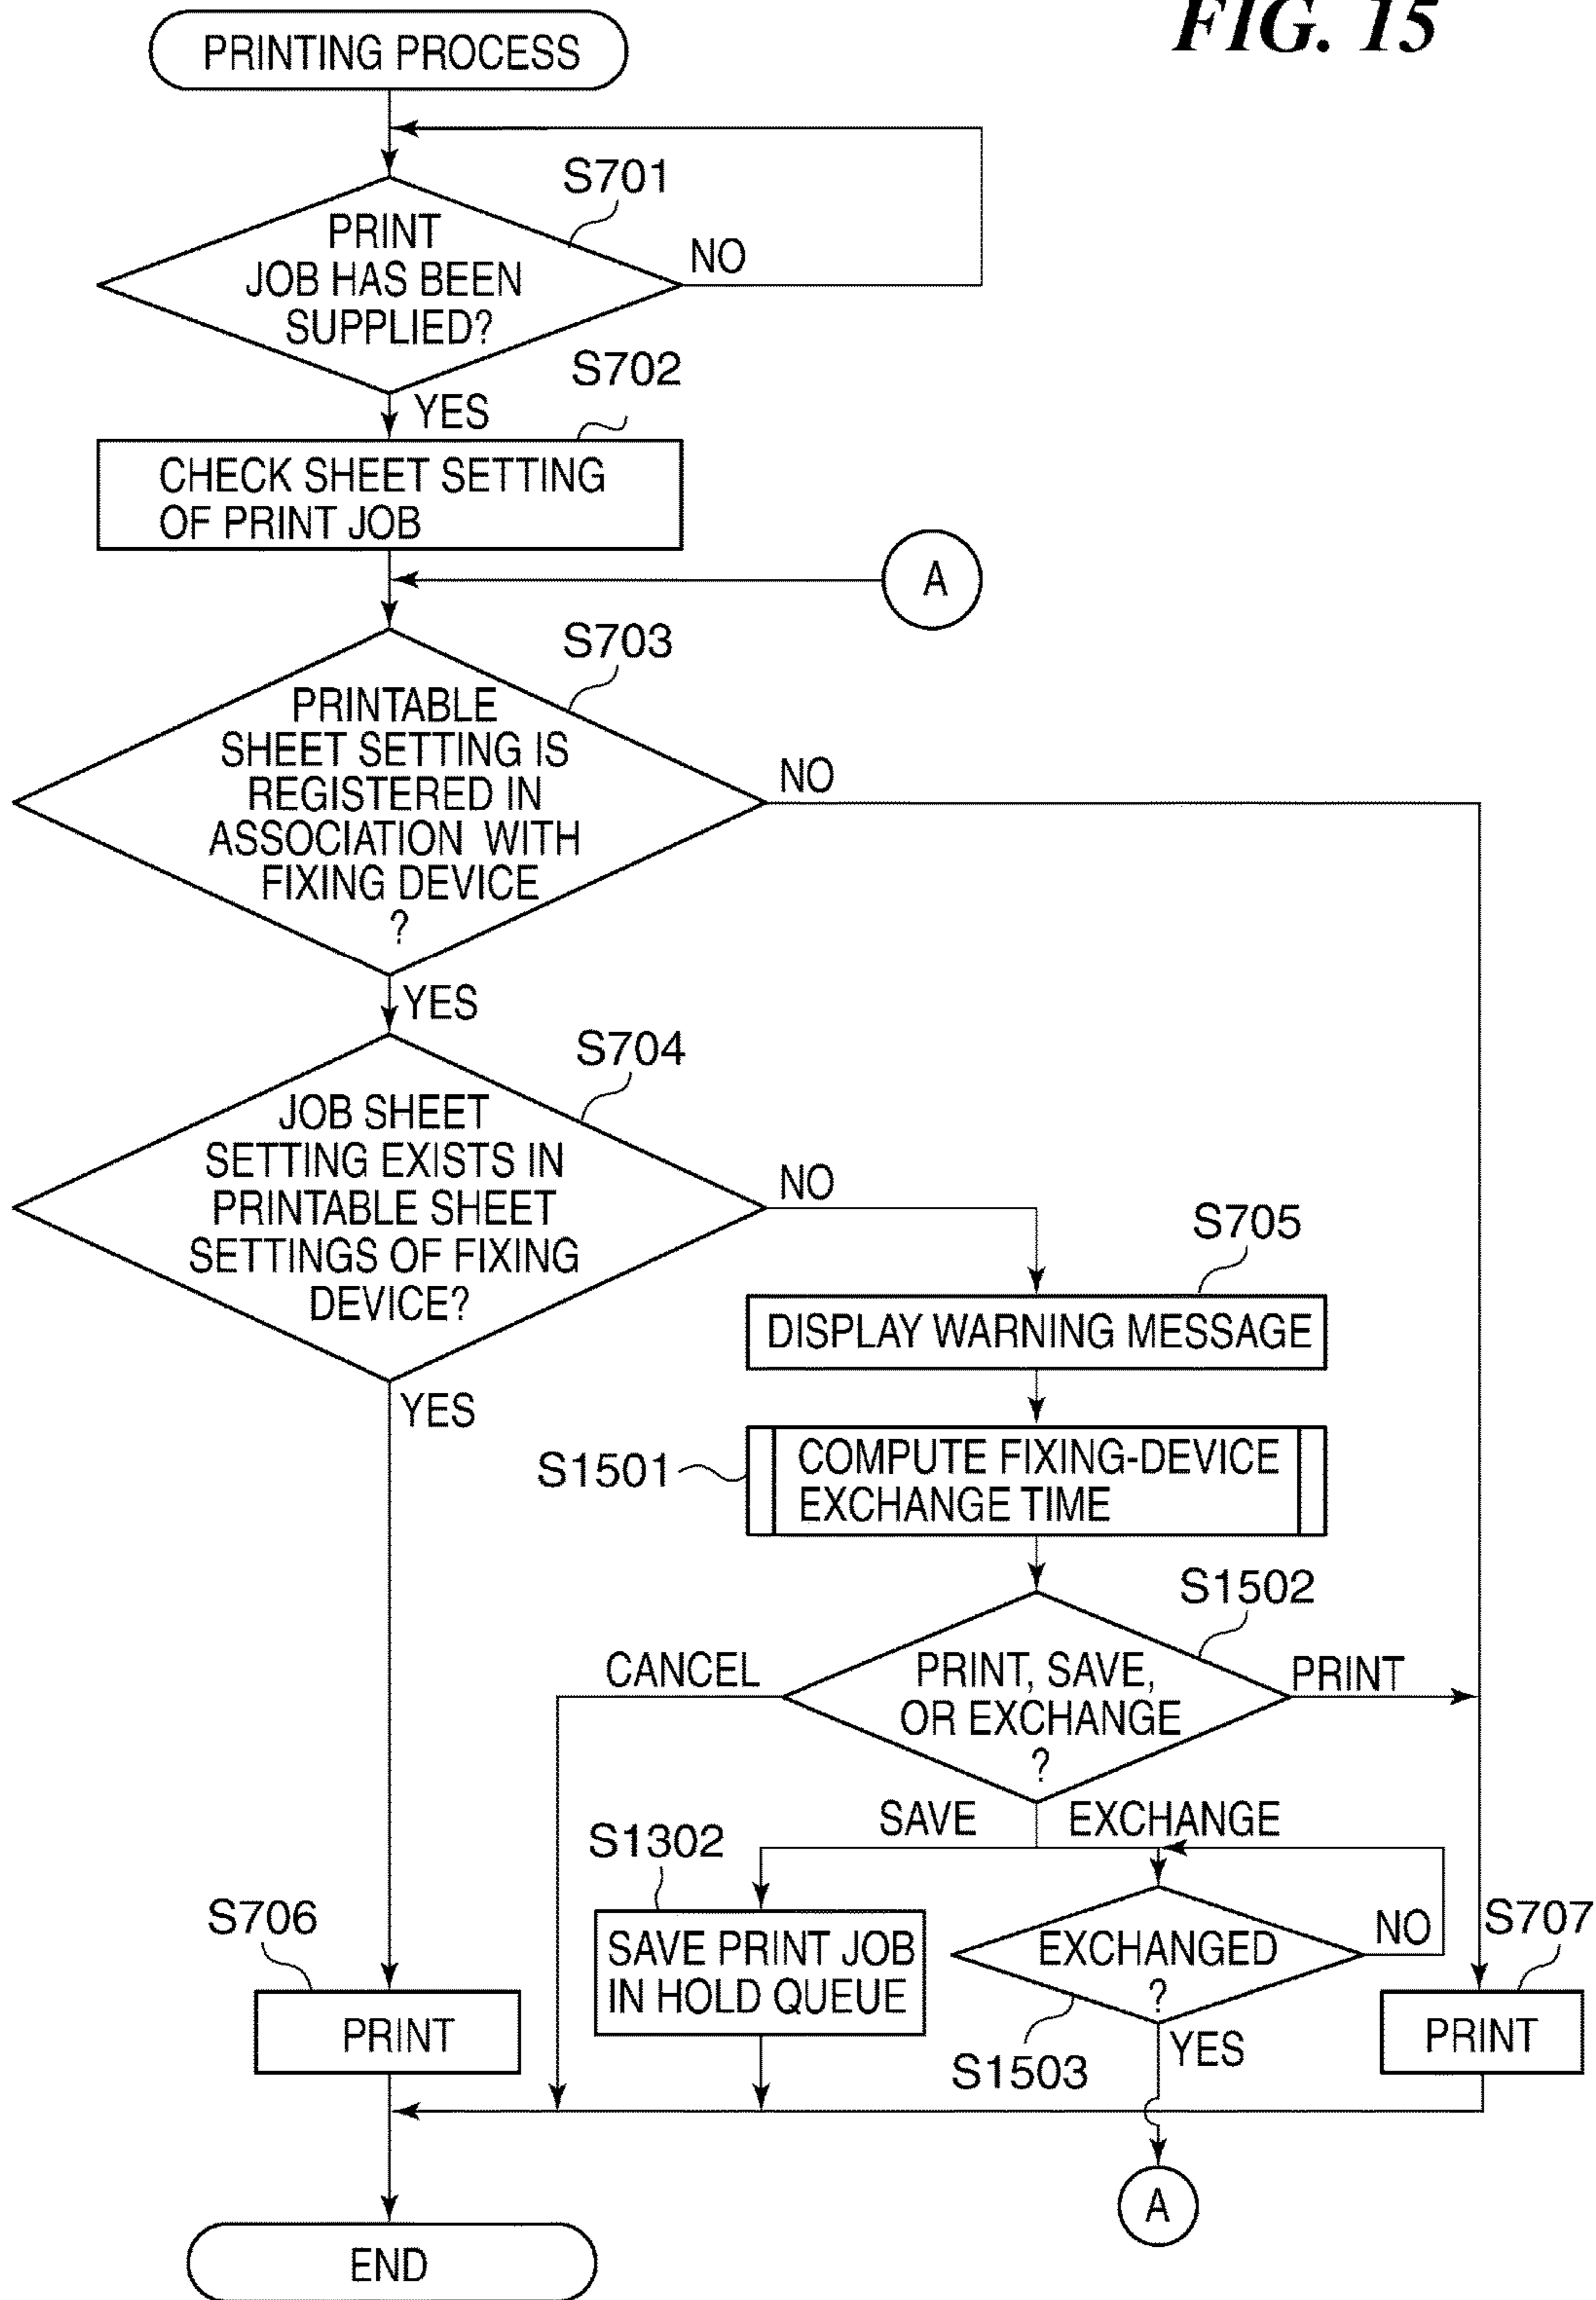 FIG. 15
PRINTING PROCESS
S701
PRINT
JOB HAS BEEN
SUPPLIED?
NO
YES
S702
CHECK SHEET SETTING
OF PRINT JOB
A
S703
PRINTABLE
SHEET SETTING IS
REGISTERED IN
ASSOCIATION WITH
FIXING DEVICE
?
NO
YES
S704
JOB SHEET
SETTING EXISTS IN
PRINTABLE SHEET
SETTINGS OF FIXING
DEVICE?
NO
YES
S705
DISPLAY WARNING MESSAGE
S1501
COMPUTE FIXING-DEVICE
EXCHANGE TIME
S1502
PRINT, SAVE,
OR EXCHANGE
?
CANCEL
PRINT
SAVE
EXCHANGE
S1302
SAVE PRINT JOB
IN HOLD QUEUE
EXCHANGED
?
NO
S1503
YES
S706
PRINT
S707
PRINT
A
END